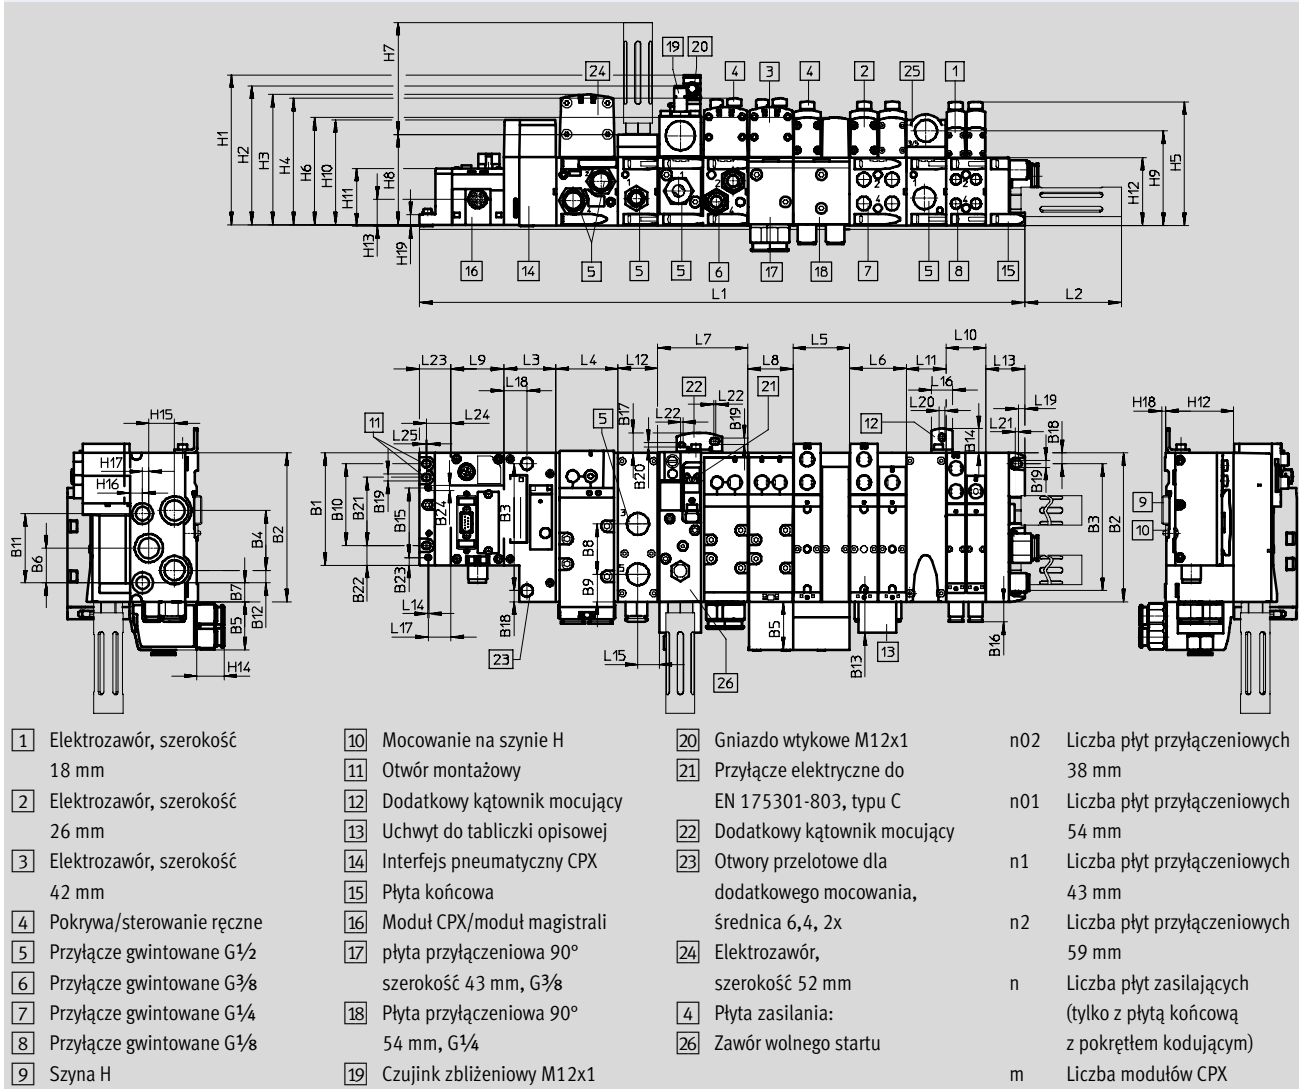 H1
H2
H3
H4
H6
H10
H11
H7
H8
H13
H19
19
20
24
4
3
4
2
25
1
H5
H9
H12
16
14
5
5
5
6
17
18
7
5
8
15
L1
L2
L23
L9
L3
L4
L12
L7
L8
L5
L6
L11
L10
L13
L18
L24
L25
11
5
B17
L22
22
L22
B19
21
B20
12
L20
L16
B14
L19
L21
B18
B19
B1
B10
B19
B21
B15
B24
B3
B22
B23
L14
L17
B18
23
B8
B9
L15
26
B5
B13
13
B16
B3
B2
H15
H17
H16
B11
B6
B4
B2
B7
B12
B5
H14
H18
H12
9
10
1 Elektrozawór, szerokość
18 mm
2 Elektrozawór, szerokość
26 mm
3 Elektrozawór, szerokość
42 mm
4 Pokrywa/sterowanie ręczne
5 Przyłącze gwintowane G½
6 Przyłącze gwintowane G⅜
7 Przyłącze gwintowane G¼
8 Przyłącze gwintowane G⅛
9 Szyna H
10 Mocowanie na szynie H
11 Otwór montażowy
12 Dodatkowy kątownik mocujący
13 Uchwyt do tabliczki opisowej
14 Interfejs pneumatyczny CPX
15 Płyta końcowa
16 Moduł CPX/moduł magistrali
17 płyta przyłączeniowa 90°
szerokość 43 mm, G⅜
18 Płyta przyłączeniowa 90°
54 mm, G¼
19 Czujink zbliżeniowy M12x1
20 Gniazdo wtykowe M12x1
21 Przyłącze elektryczne do
EN 175301-803, typu C
22 Dodatkowy kątownik mocujący
23 Otwory przelotowe dla
dodatkowego mocowania,
średnica 6,4, 2x
24 Elektrozawór,
szerokość 52 mm
4 Płyta zasilania:
26 Zawór wolnego startu
n02 Liczba płyt przyłączeniowych
38 mm
n01 Liczba płyt przyłączeniowych
54 mm
n1 Liczba płyt przyłączeniowych
43 mm
n2 Liczba płyt przyłączeniowych
59 mm
n Liczba płyt zasilających
(tylko z płytą końcową
z pokrętłem kodującym)
m Liczba modułów CPX